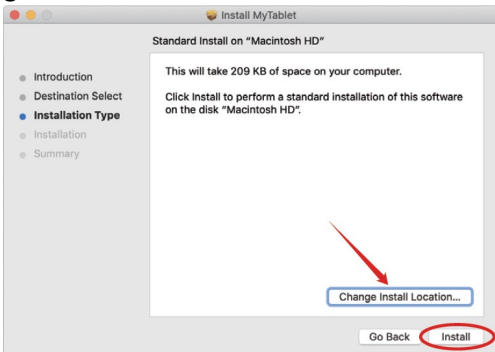 Install MyTablet
Standard Install on “Macintosh HD”
Introduction
Destination Select
Installation Type
Installation
Summary
This will take 209 KB of space on your computer.
Click Install to perform a standard installation of this software
on the disk “Macintosh HD”.
Change Install Location...
Go Back
Install